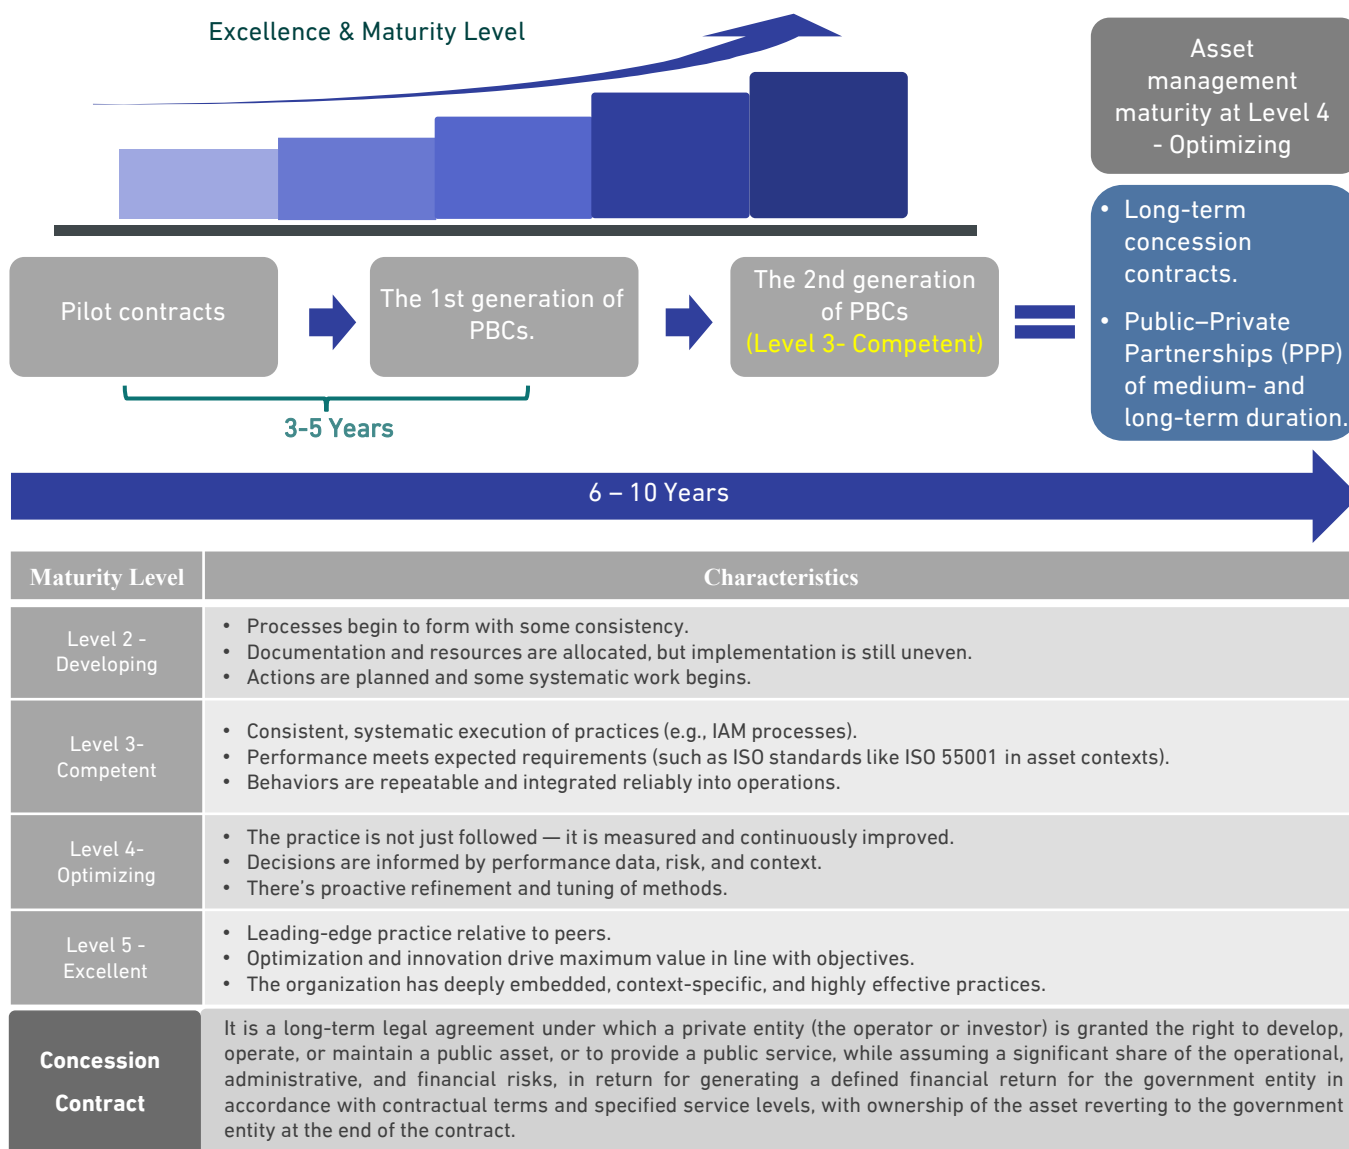 Excellence & Maturity Level
Asset
management
maturity at Level 4
- Optimizing
• Long-term
concession
contracts.
• Public–Private
Partnerships (PPP)
of medium- and
long-term duration.
Pilot contracts
The 1st generation of
PBCs.
The 2nd generation
of PBCs
(Level 3- Competent)
3-5 Years
6 – 10 Years
Maturity Level
Characteristics
Level 2 -
Developing
• Processes begin to form with some consistency.
• Documentation and resources are allocated, but implementation is still uneven.
• Actions are planned and some systematic work begins.
Level 3-
Competent
• Consistent, systematic execution of practices (e.g., IAM processes).
• Performance meets expected requirements (such as ISO standards like ISO 55001 in asset contexts).
• Behaviors are repeatable and integrated reliably into operations.
Level 4-
Optimizing
• The practice is not just followed — it is measured and continuously improved.
• Decisions are informed by performance data, risk, and context.
• There's proactive refinement and tuning of methods.
Level 5 -
Excellent
• Leading-edge practice relative to peers.
• Optimization and innovation drive maximum value in line with objectives.
• The organization has deeply embedded, context-specific, and highly effective practices.
Concession
Contract
It is a long-term legal agreement under which a private entity (the operator or investor) is granted the right to develop,
operate, or maintain a public asset, or to provide a public service, while assuming a significant share of the operational,
administrative, and financial risks, in return for generating a defined financial return for the government entity in
accordance with contractual terms and specified service levels, with ownership of the asset reverting to the government
entity at the end of the contract.